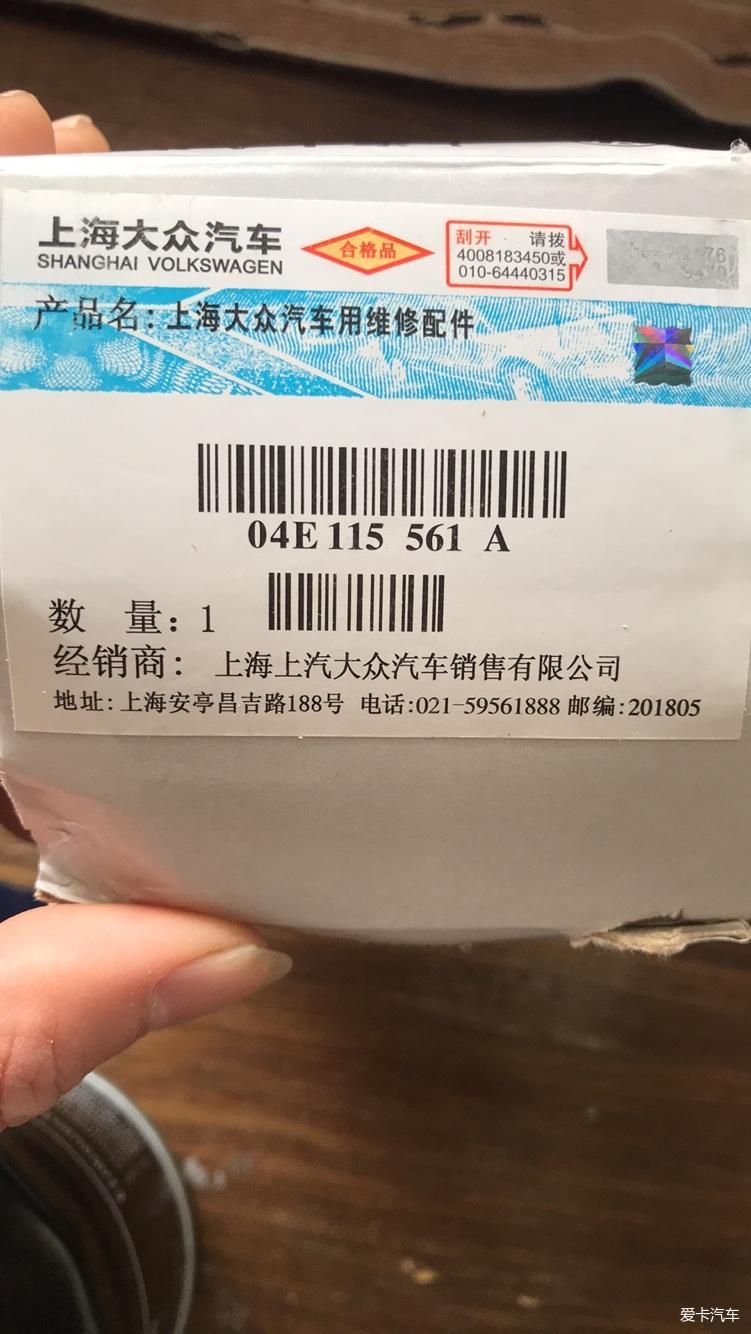 上海大众汽车
SHANGHAI VOLKSWAGEN
合格品
刮开 请拨
4008183450或
010-64440315
产品名：上海大众汽车用维修配件
04E 115 561 A
数 量：1
经销商： 上海上汽大众汽车销售有限公司
地址：上海安亭昌吉路188号 电话：021-59561888 邮编：201805
爱卡汽车